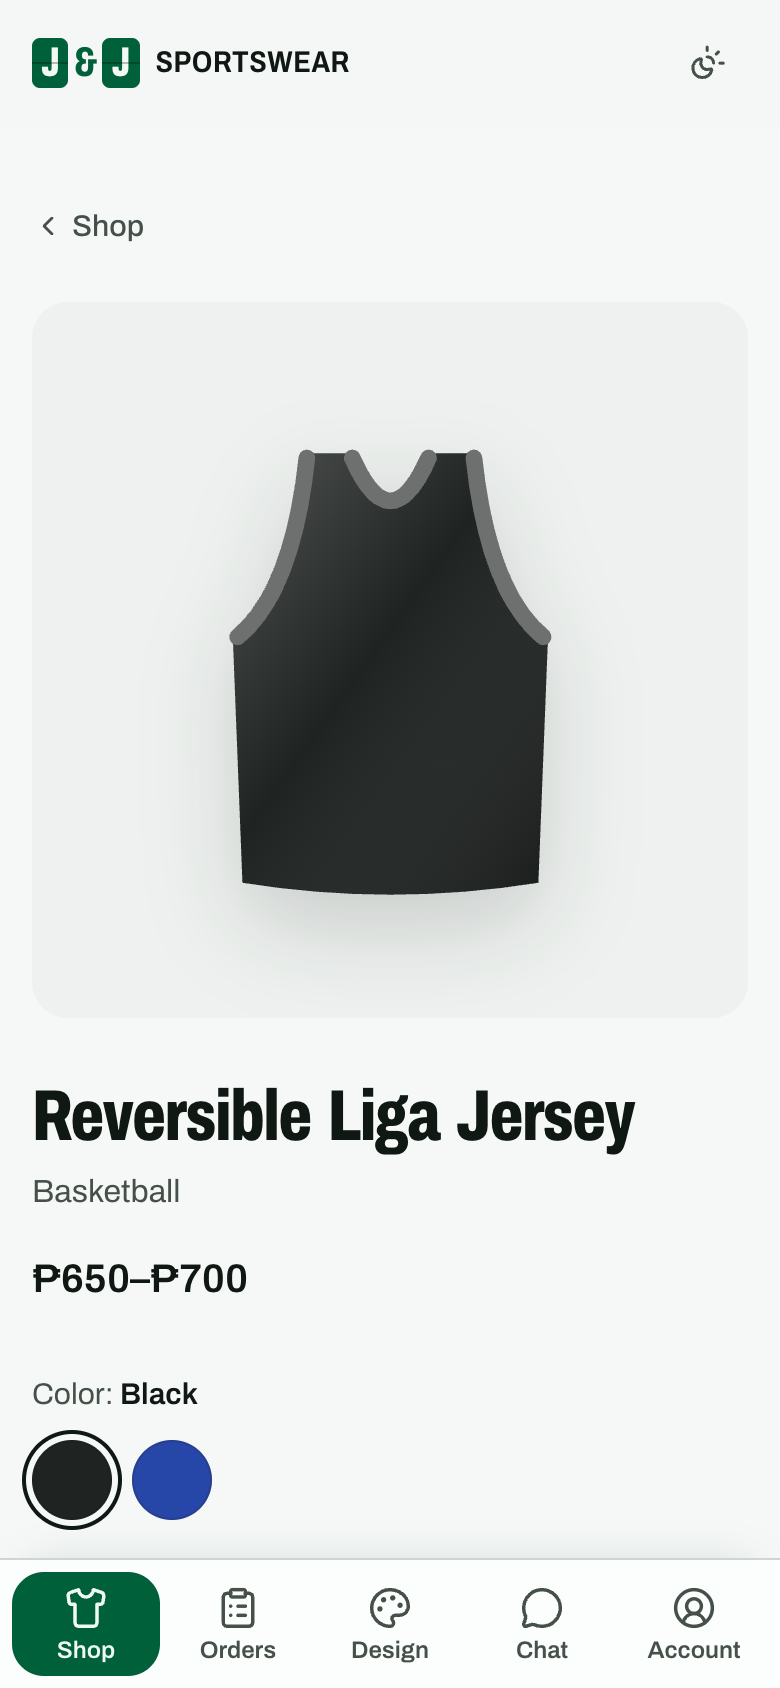 J & J SPORTSWEAR
Shop
Reversible Liga Jersey
Basketball
₱650–₱700
Color: Black
Shop
Orders
Design
Chat
Account